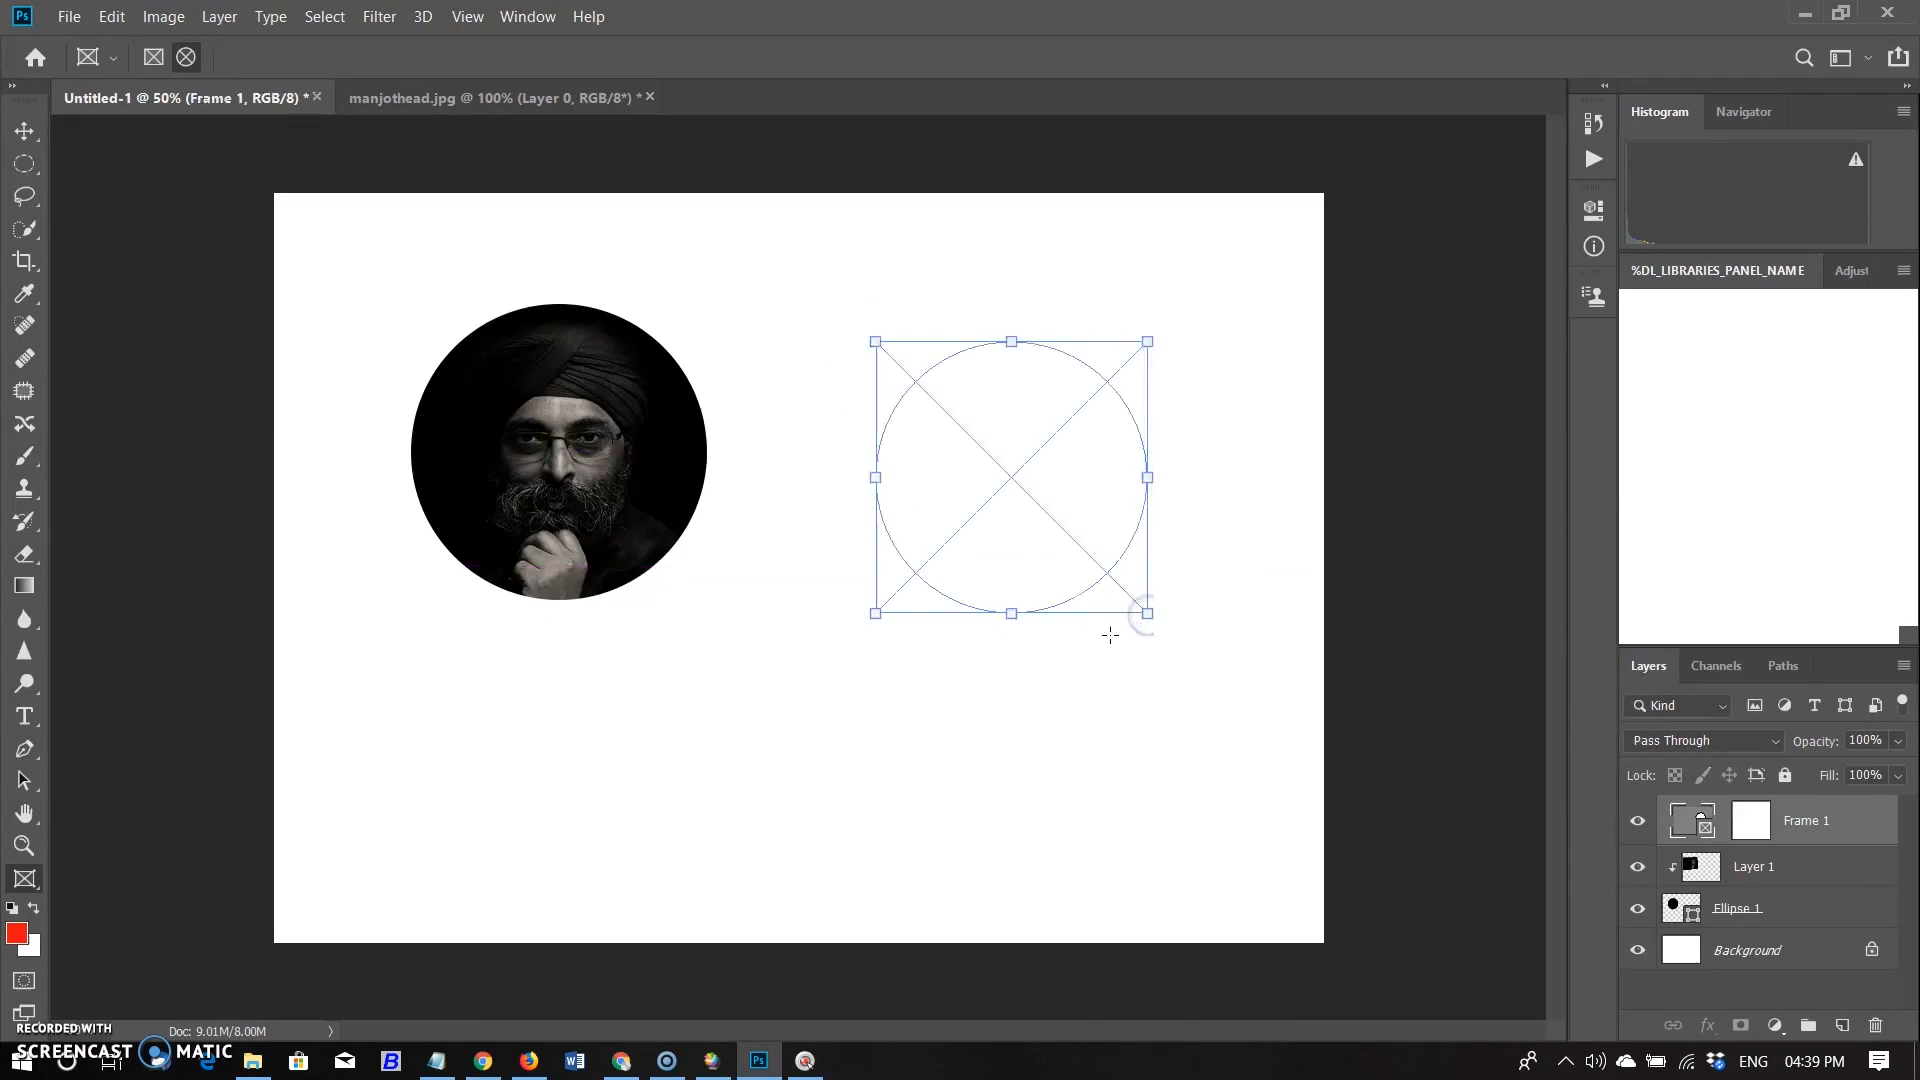 Ps File Edit Image Layer Type Select Filter 3D View Window Help
Untitled-1 @ 50% (Frame 1, RGB/8) * manjothead.jpg @ 100% (Layer 0, RGB/8*) *
Histogram Navigator
%DL_LIBRARIES_PANEL_NAME Adjust
Layers Channels Paths
Kind
Pass Through Opacity: 100%
Lock: Fill: 100%
Frame 1
Layer 1
Ellipse 1
Background
RECORDED WITH
Doc: 9.01M/8.00M
SCREENCAST MATIC
ENG 04:39 PM